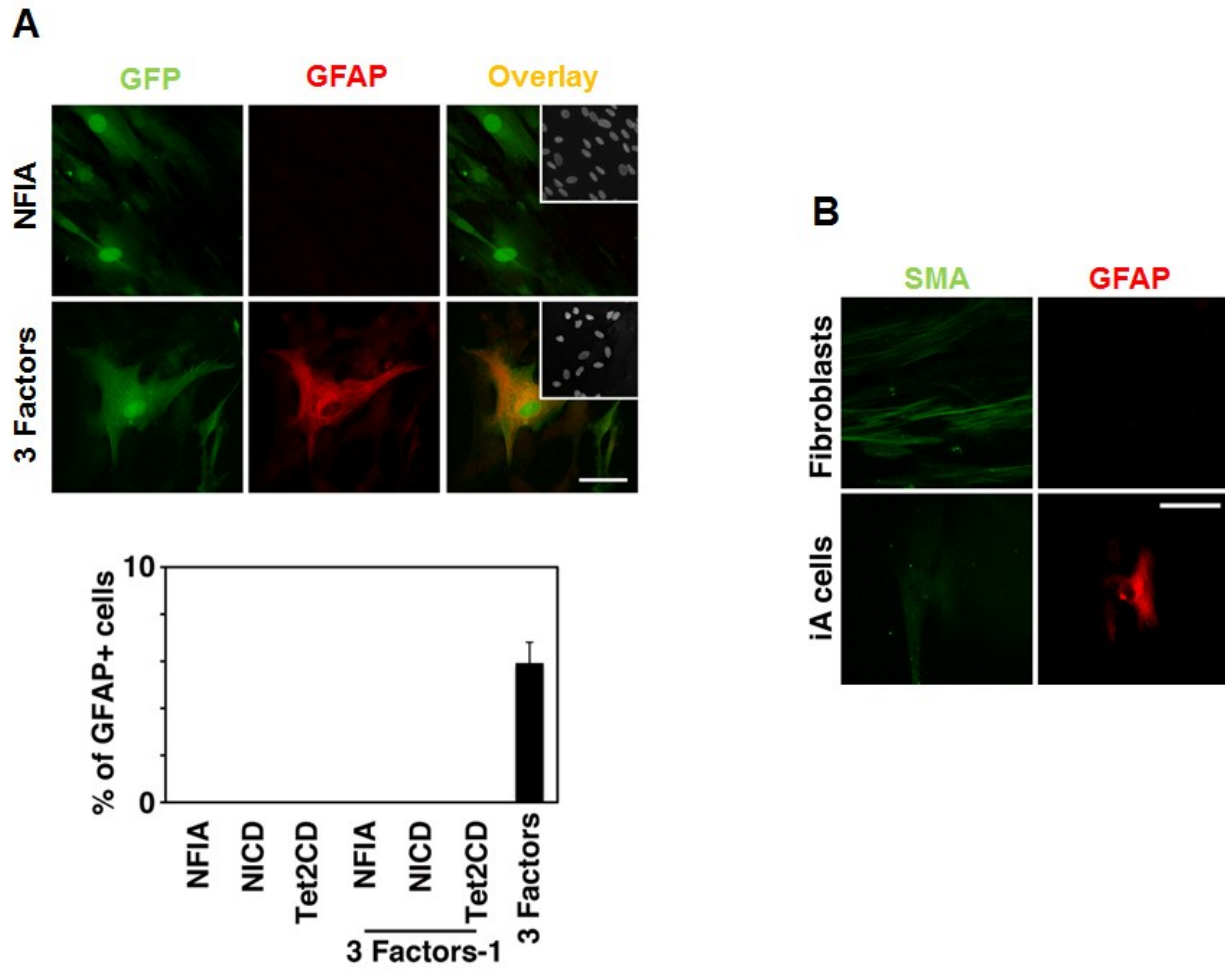 A
GFP GFAP Overlay
NFIA
3 Factors
% of GFAP+ cells
10
0
NFIA NICD Tet2CD NFIA NICD Tet2CD 3 Factors
3 Factors-1
B
SMA GFAP
Fibroblasts
iA cells